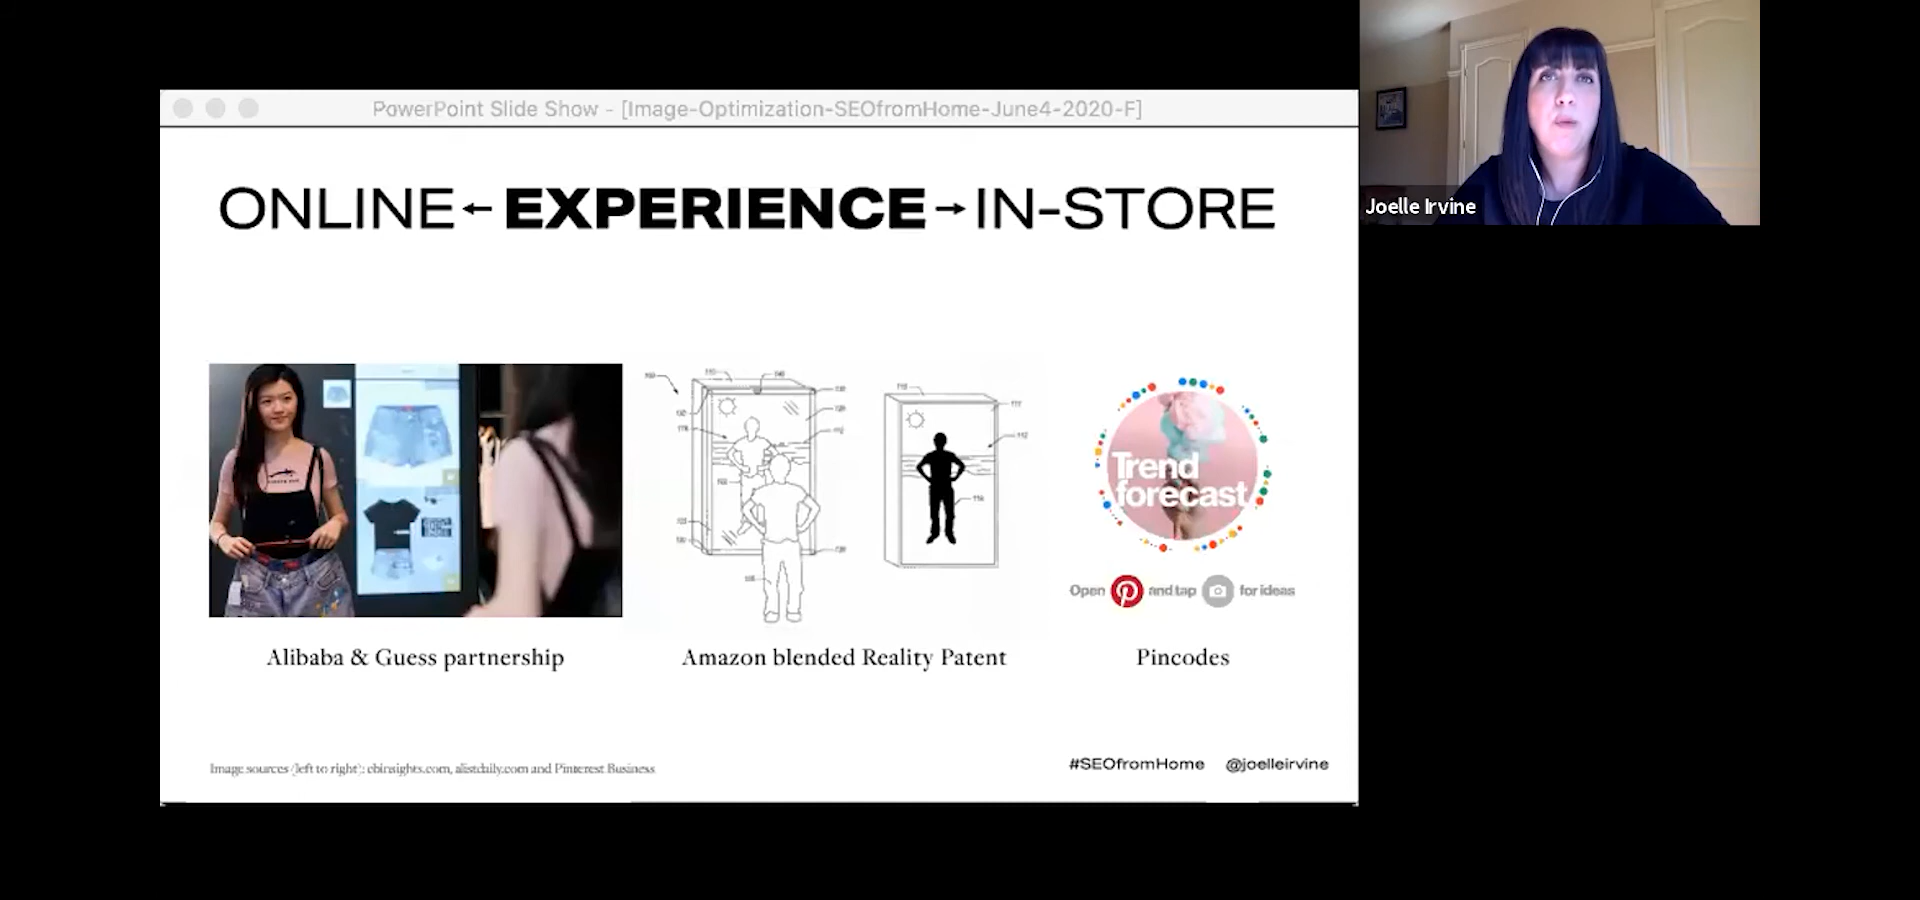 PowerPoint Slide Show - [Image-Optimization-SEOfromHome-June4-2020-F]
Joelle Irvine
ONLINE←EXPERIENCE→IN-STORE
Trend
forecast
Open and tap for ideas
Alibaba & Guess partnership
Amazon blended Reality Patent
Pincodes
Image sources (left to right): cbinsights.com, alistdaily.com and Pinterest Business
#SEOfromHome @joelleirvine